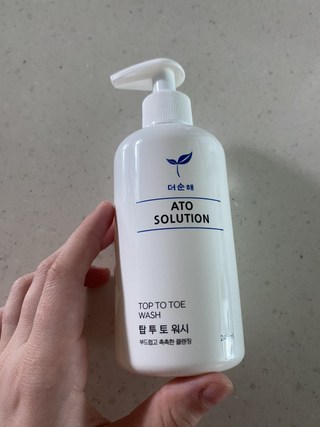 더순해
ATO
SOLUTION
TOP TO TOE
WASH
탑 투 토 워시
부드럽고 촉촉한 클렌징